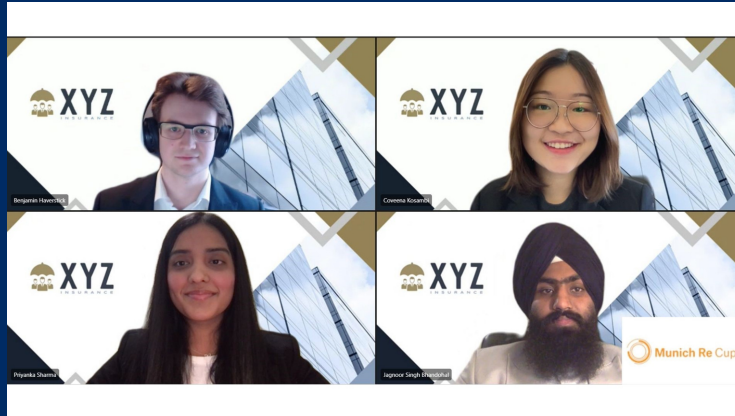 XYZ
INSURANCE
Benjamin Haverstick
XYZ
INSURANCE
Coveena Kosambi
XYZ
INSURANCE
Priyanka Sharma
XYZ
INSURANCE
Jagnoor Singh Bhandohal
Munich Re Cup